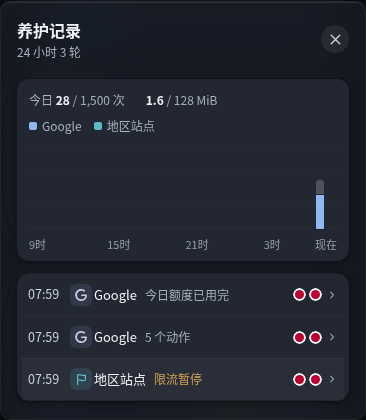 养护记录
24 小时 3 轮
今日 28 / 1,500 次 1.6 / 128 MiB
Google 地区站点
9时 15时 21时 3时 现在
07:59 G Google 今日额度已用完
07:59 G Google 5 个动作
07:59 地区站点 限流暂停